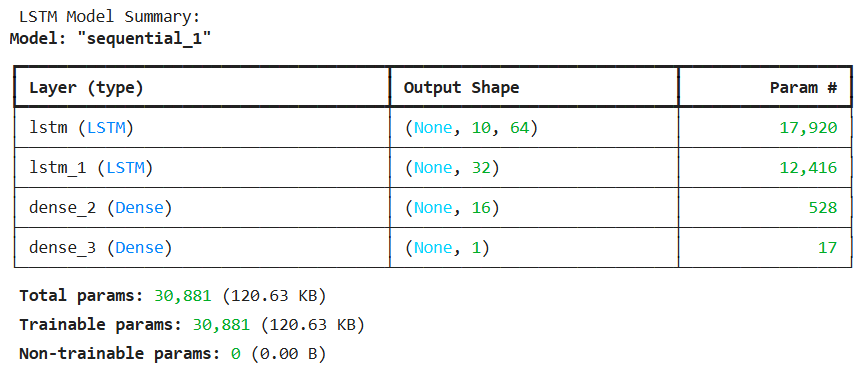 LSTM Model Summary:
Model: "sequential_1"
Layer (type) Output Shape Param #
lstm (LSTM) (None, 10, 64) 17,920
lstm_1 (LSTM) (None, 32) 12,416
dense_2 (Dense) (None, 16) 528
dense_3 (Dense) (None, 1) 17
Total params: 30,881 (120.63 KB)
Trainable params: 30,881 (120.63 KB)
Non-trainable params: 0 (0.00 B)